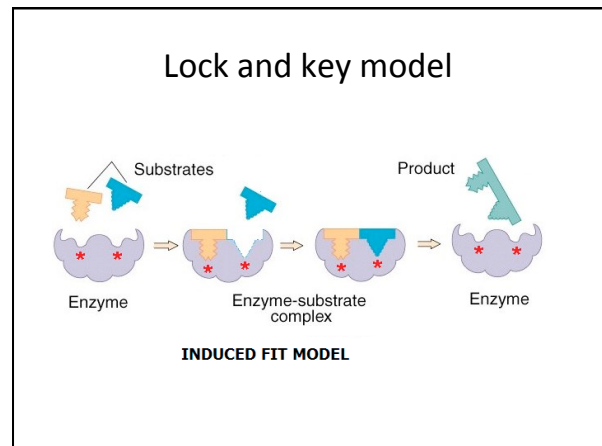 Lock and key model
Substrates
Product
Enzyme
Enzyme-substrate
complex
Enzyme
INDUCED FIT MODEL